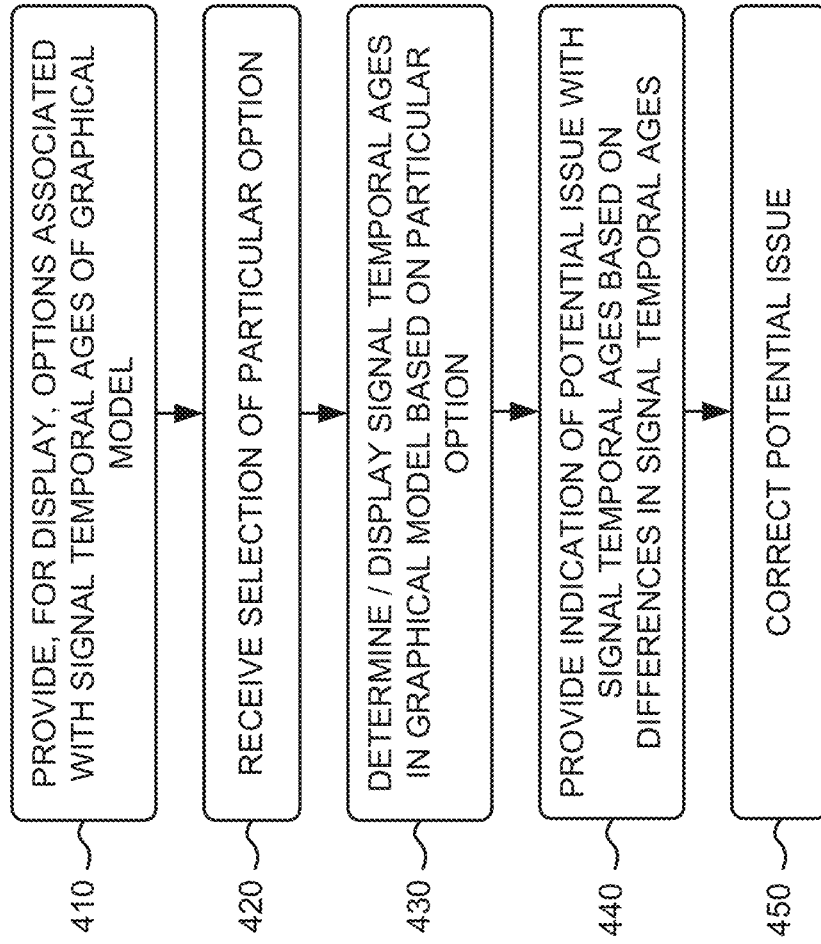 410
PROVIDE, FOR DISPLAY, OPTIONS ASSOCIATED
WITH SIGNAL TEMPORAL AGES OF GRAPHICAL
MODEL
420
RECEIVE SELECTION OF PARTICULAR OPTION
430
DETERMINE / DISPLAY SIGNAL TEMPORAL AGES
IN GRAPHICAL MODEL BASED ON PARTICULAR
OPTION
440
PROVIDE INDICATION OF POTENTIAL ISSUE WITH
SIGNAL TEMPORAL AGES BASED ON
DIFFERENCES IN SIGNAL TEMPORAL AGES
450
CORRECT POTENTIAL ISSUE